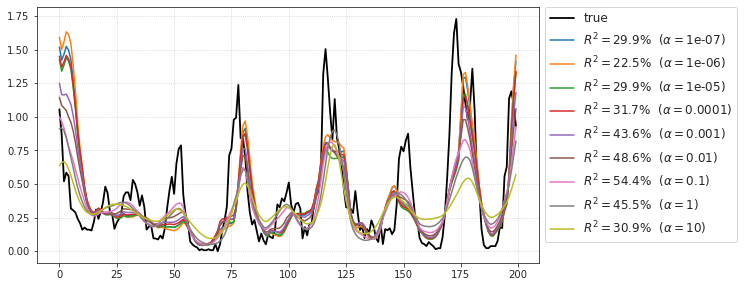 1.75
1.50
1.25
1.00
0.75
0.50
0.25
0.00
0 25 50 75 100 125 150 175 200
true
R² = 29.9% (α = 1e-07)
R² = 22.5% (α = 1e-06)
R² = 29.9% (α = 1e-05)
R² = 31.7% (α = 0.0001)
R² = 43.6% (α = 0.001)
R² = 48.6% (α = 0.01)
R² = 54.4% (α = 0.1)
R² = 45.5% (α = 1)
R² = 30.9% (α = 10)